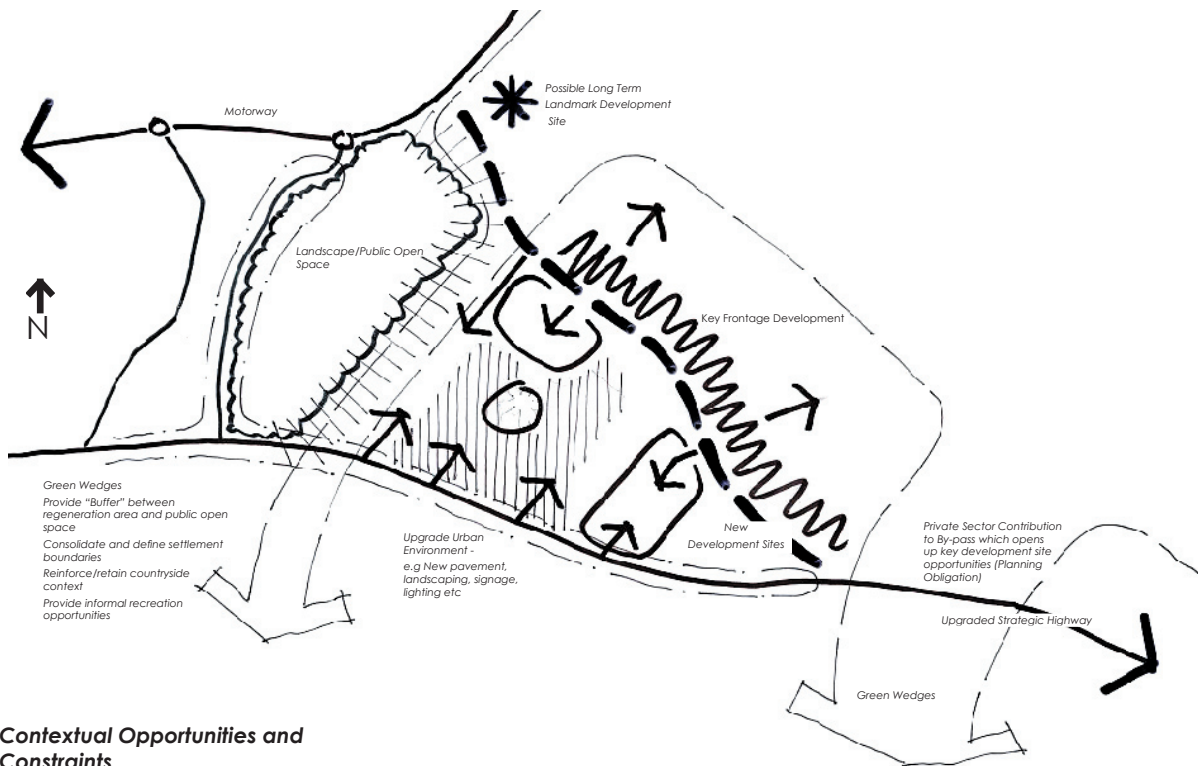 Possible Long Term
Landmark Development
Site
Motorway
Landscape/Public Open
Space
N
Key Frontage Development
Green Wedges
Provide “Buffer” between
regeneration area and public open
space
Consolidate and define settlement
boundaries
Reinforce/retain countryside
context
Provide informal recreation
opportunities
Upgrade Urban
Environment -
e.g New pavement,
landscaping, signage,
lighting etc
New
Development Sites
Private Sector Contribution
to By-pass which opens
up key development site
opportunities (Planning
Obligation)
Upgraded Strategic Highway
Green Wedges
Contextual Opportunities and
Constraints